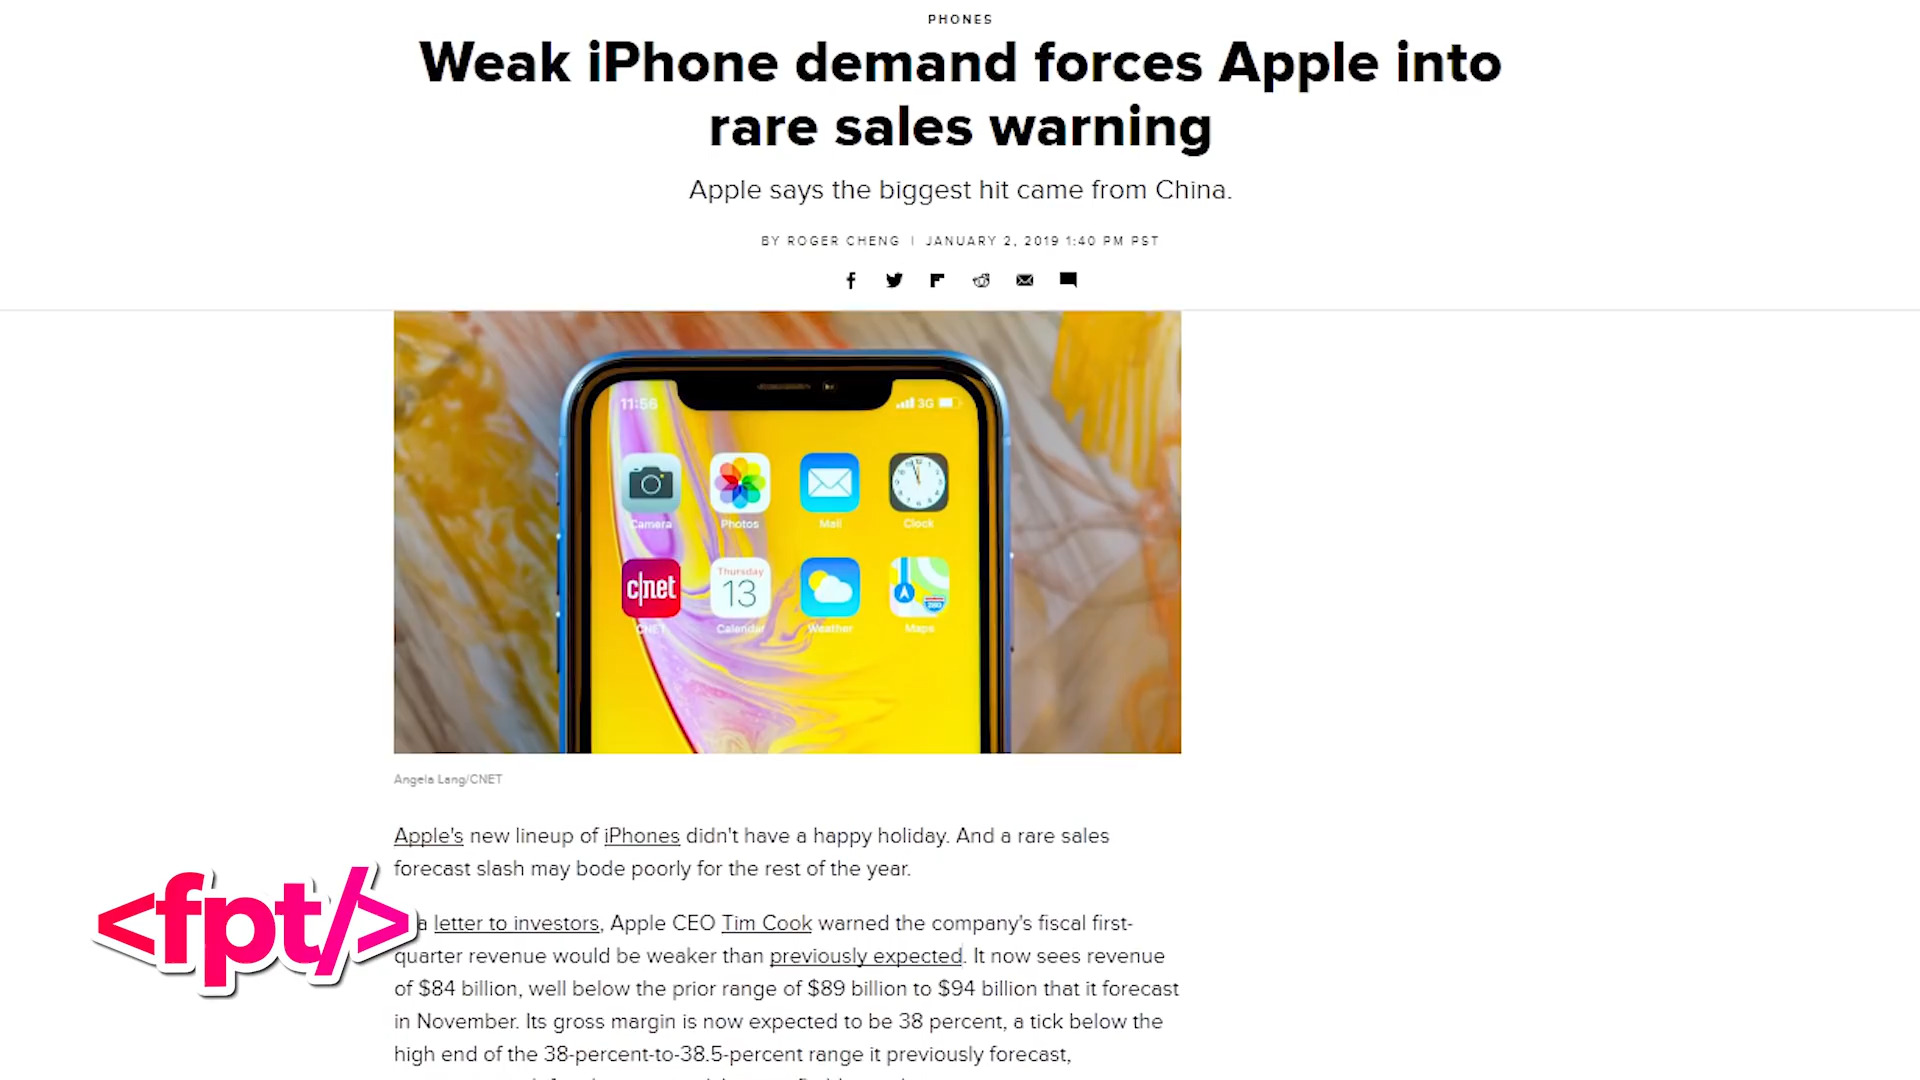 PHONES
Weak iPhone demand forces Apple into
rare sales warning
Apple says the biggest hit came from China.
BY ROGER CHENG | JANUARY 2, 2019 1:40 PM PST
11:56
3G
Camera Photos Mail Clock
c|net
Thursday
13
280
CNET Calendar Weather Maps
Angela Lang/CNET
Apple's new lineup of iPhones didn't have a happy holiday. And a rare sales
forecast slash may bode poorly for the rest of the year.
<fpt/>
a letter to investors, Apple CEO Tim Cook warned the company's fiscal first-
quarter revenue would be weaker than previously expected. It now sees revenue
of $84 billion, well below the prior range of $89 billion to $94 billion that it forecast
in November. Its gross margin is now expected to be 38 percent, a tick below the
high end of the 38-percent-to-38.5-percent range it previously forecast,